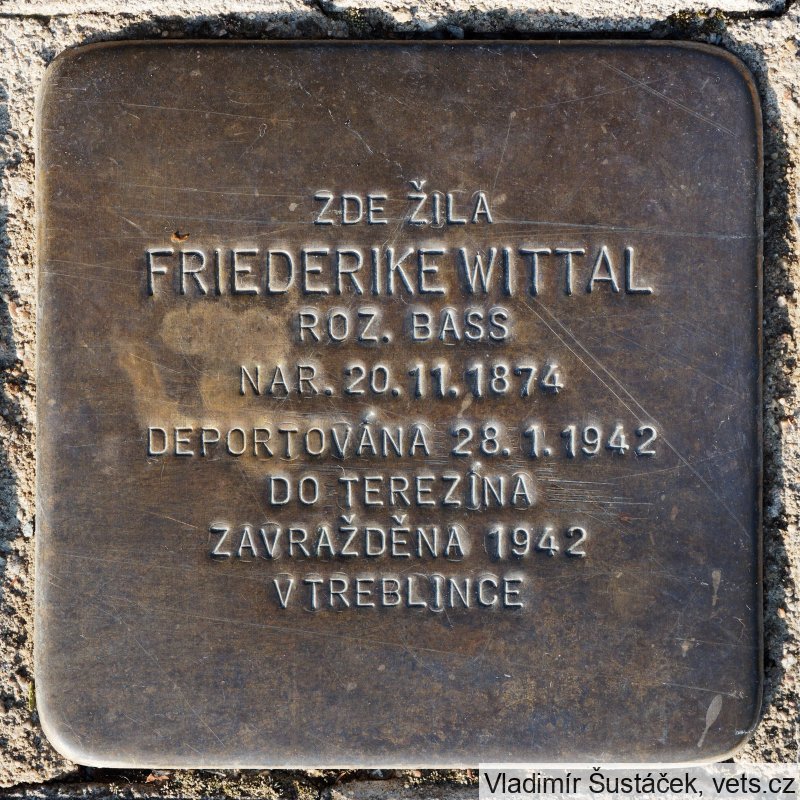 ZDE ŽILA
FRIEDERIKE WITTAL
ROZ. BASS
NAR. 20.11.1874
DEPORTOVÁNA 28.1.1942
DO TEREZÍNA
ZAVRAŽDĚNA 1942
V TREBLINCE
Vladimír Šustáček, vets.cz